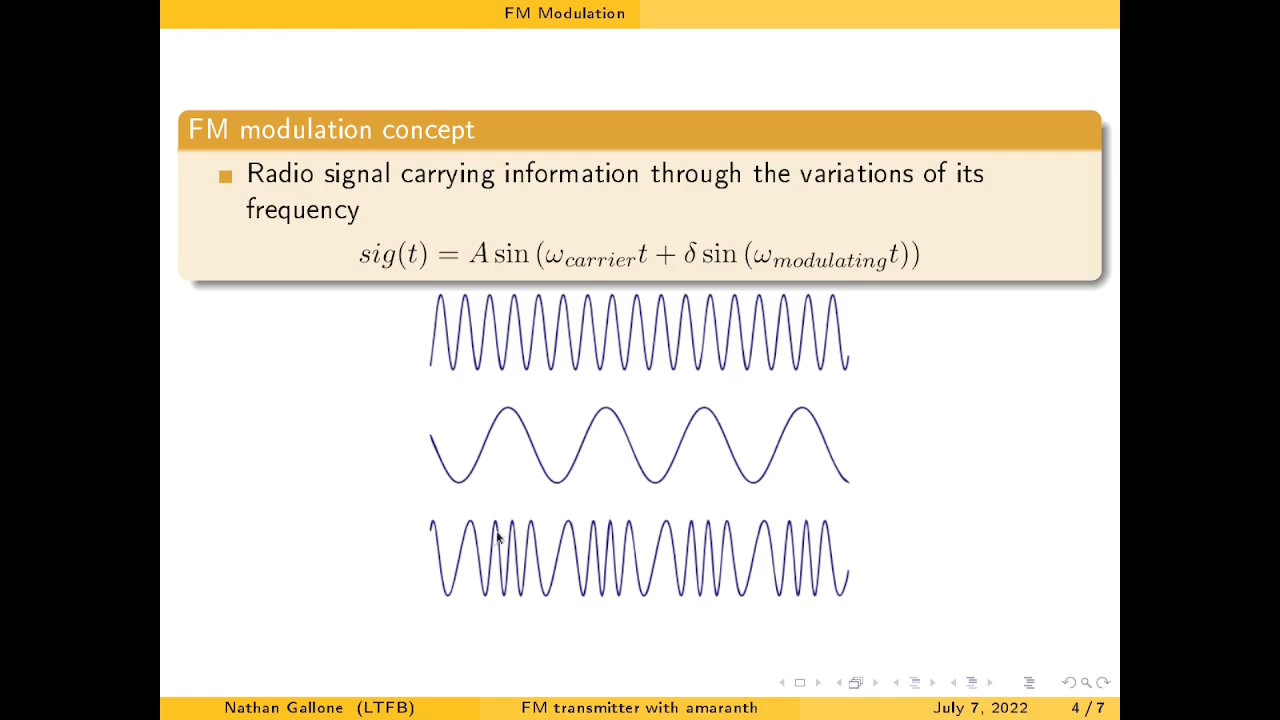 FM Modulation
FM modulation concept
Radio signal carrying information through the variations of its
frequency
sig(t) = A sin (ω_carrier t + δ sin (ω_modulating t))
Nathan Gallone (LTFB)
FM transmitter with amaranth
July 7, 2022
4 / 7